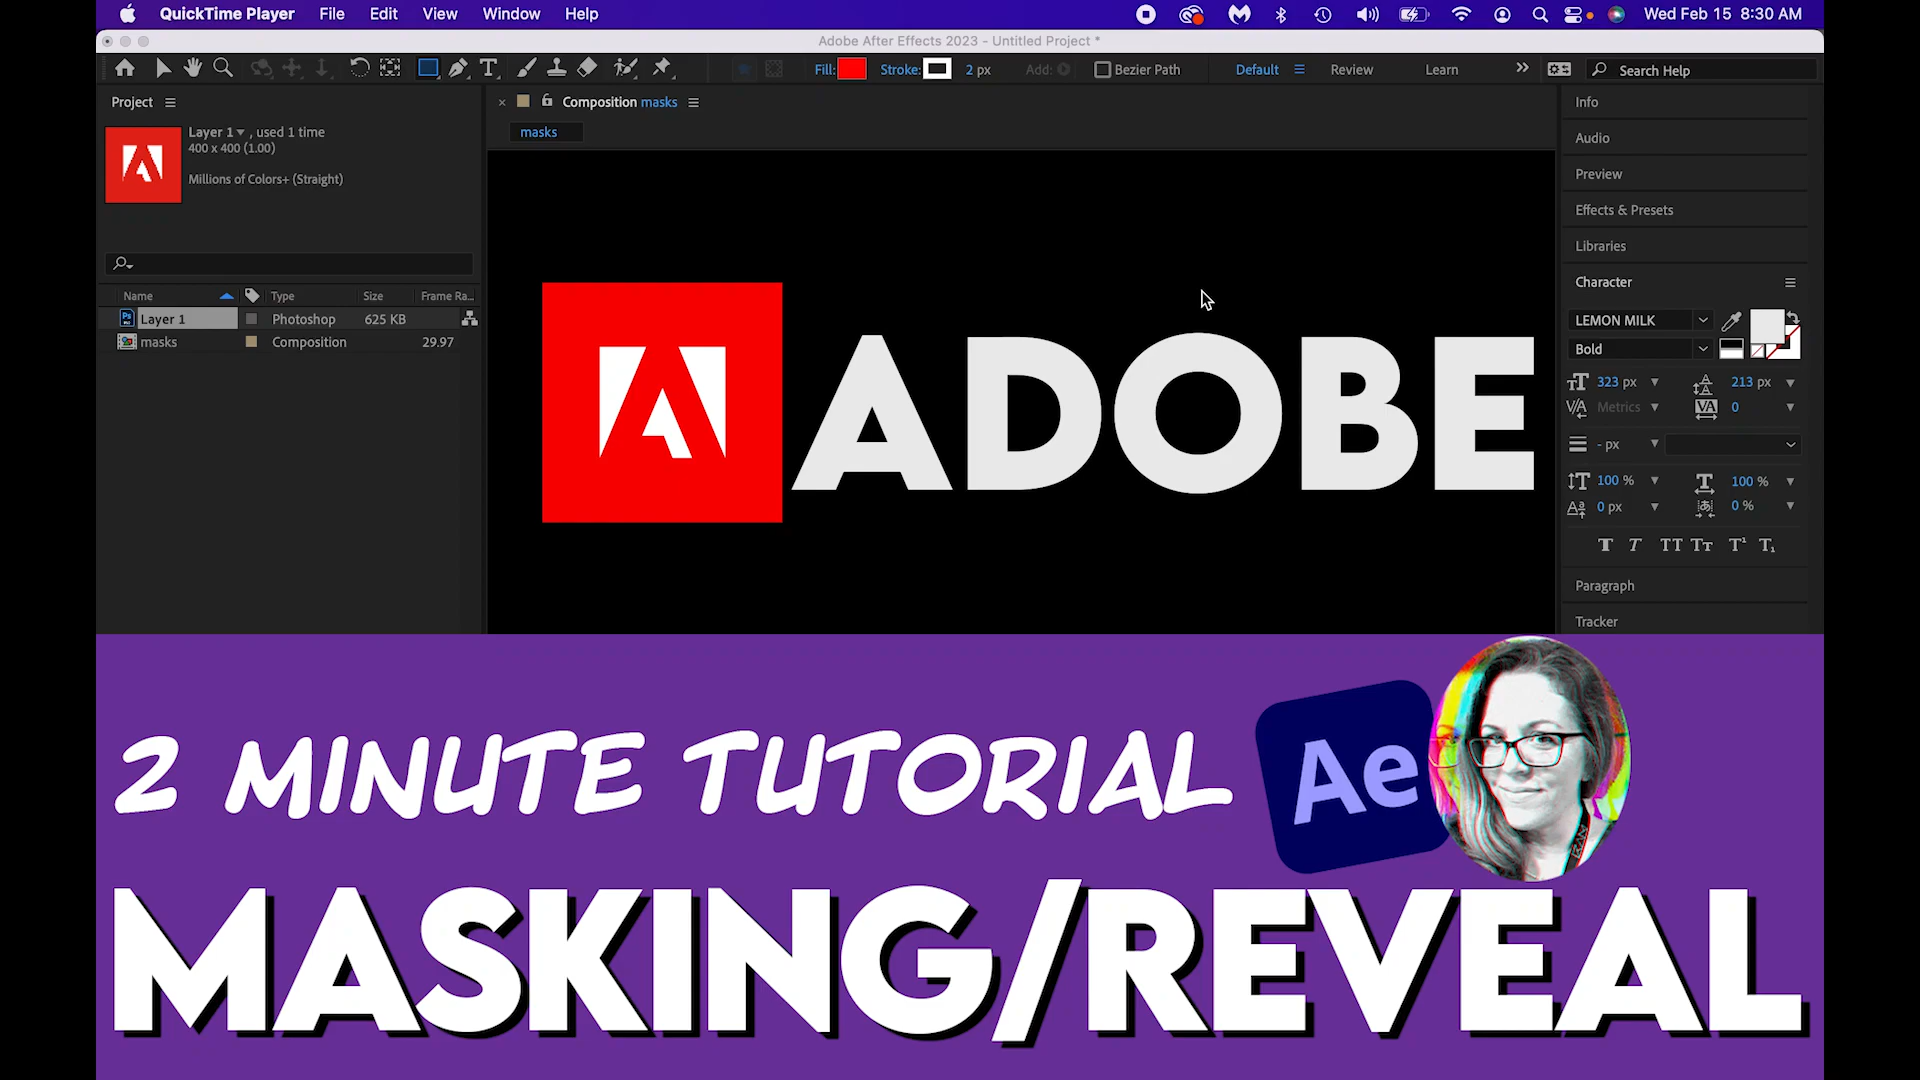 QuickTime Player File Edit View Window Help Wed Feb 15 8:30 AM
Adobe After Effects 2023 - Untitled Project *
Fill: Stroke: 2 px Add: Bezier Path Default Review Learn Search Help
Project
Layer 1 , used 1 time
400 x 400 (1.00)
Millions of Colors+ (Straight)
Name Type Size Frame Ra...
Layer 1 Photoshop 625 KB
masks Composition 29.97
Composition masks
masks
ADOBE
Info
Audio
Preview
Effects & Presets
Libraries
Character
LEMON MILK
Bold
323 px 213 px
Metrics 0
- px
100 % 100 %
0 px 0 %
T T TT TT T¹ T₁
Paragraph
Tracker
2 MINUTE TUTORIAL
Ae
MASKING/REVEAL